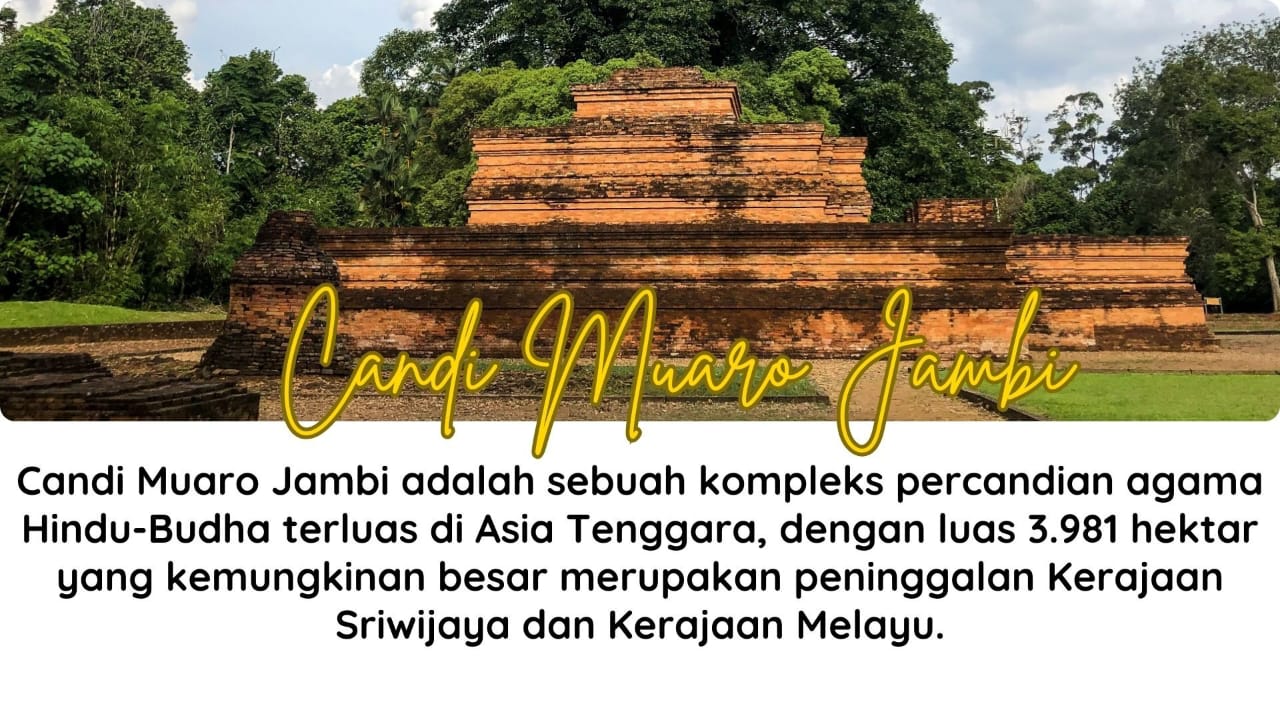 Candi Muaro Jambi
Candi Muaro Jambi adalah sebuah kompleks percandian agama
Hindu-Budha terluas di Asia Tenggara, dengan luas 3.981 hektar
yang kemungkinan besar merupakan peninggalan Kerajaan
Sriwijaya dan Kerajaan Melayu.